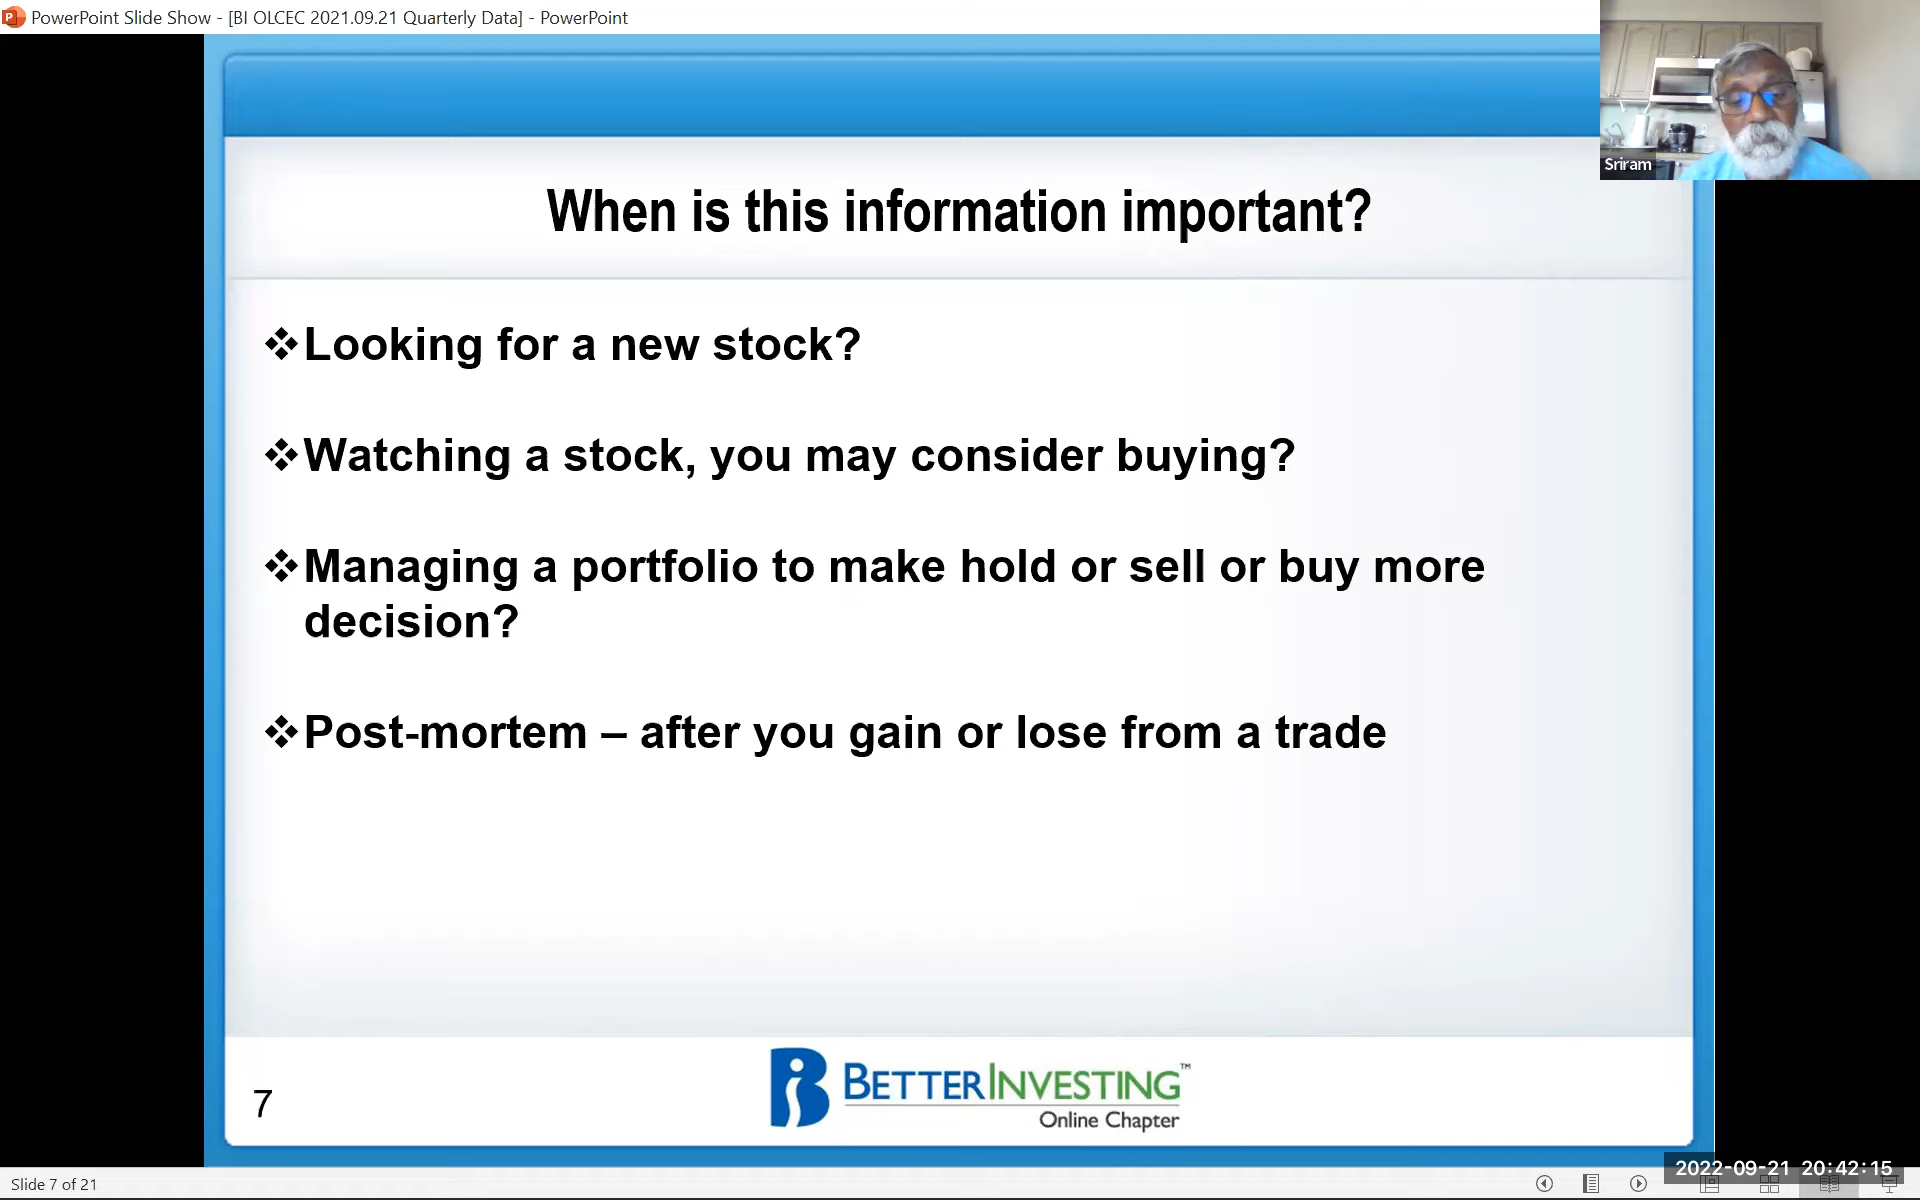 PowerPoint Slide Show - [BI OLCEC 2021.09.21 Quarterly Data] - PowerPoint
Sriram
When is this information important?
❖Looking for a new stock?
❖Watching a stock, you may consider buying?
❖Managing a portfolio to make hold or sell or buy more
decision?
❖Post-mortem – after you gain or lose from a trade
7
BETTERINVESTING™
Online Chapter
2022-09-21 20:42:15
Slide 7 of 21